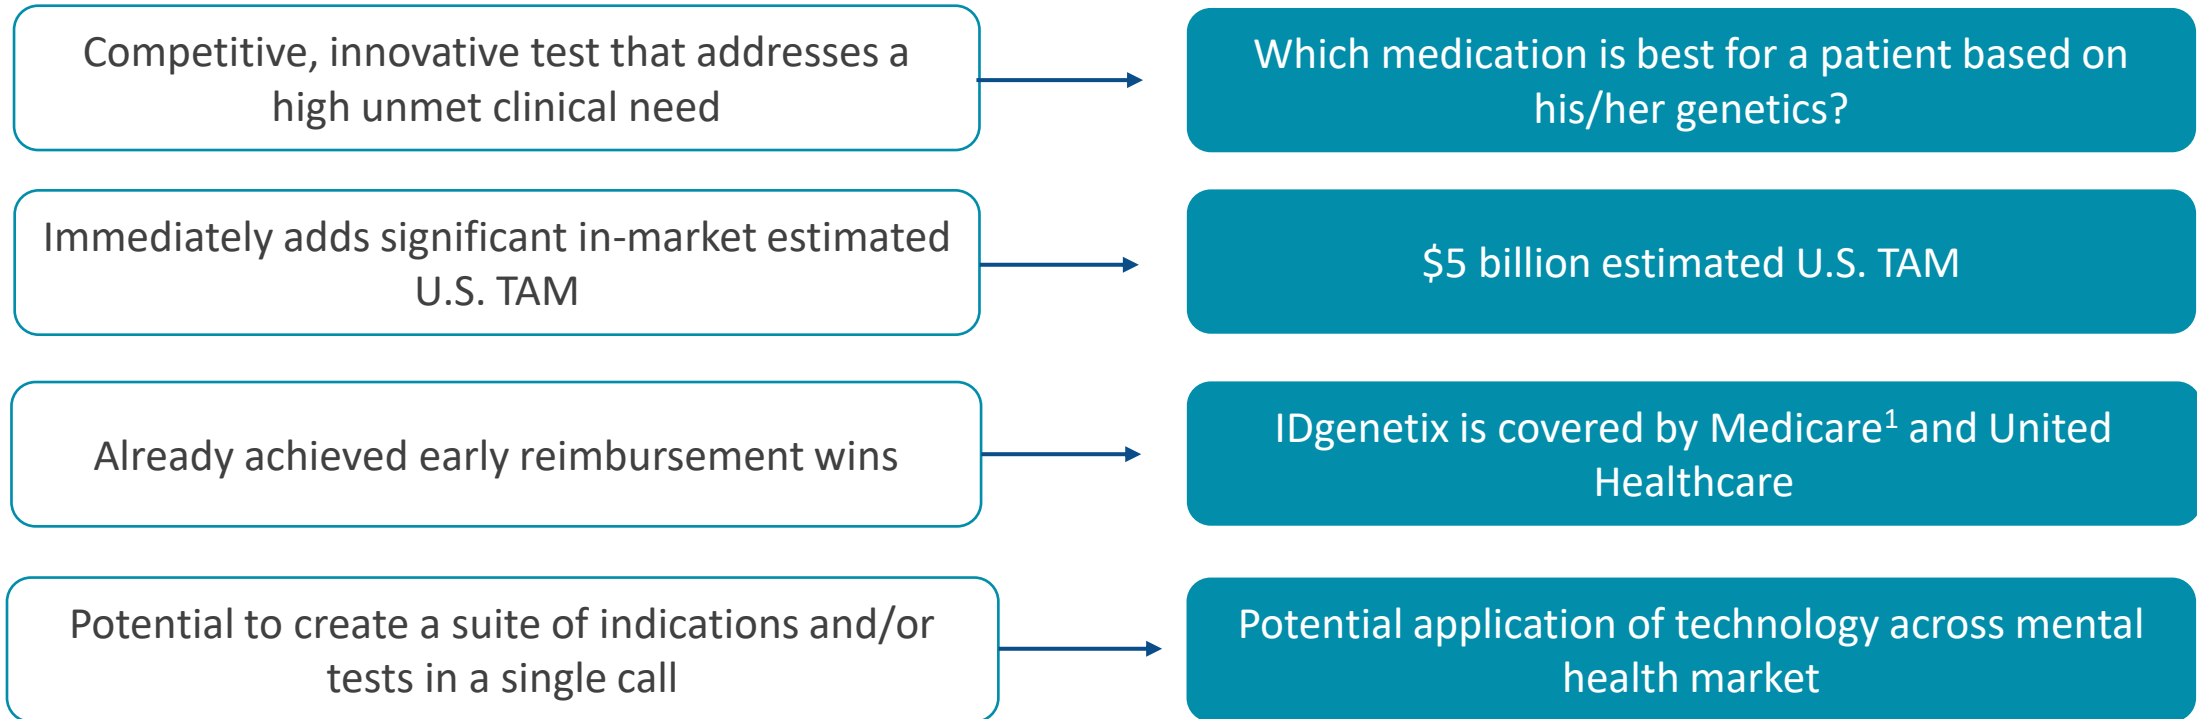 Competitive, innovative test that addresses a
high unmet clinical need
Which medication is best for a patient based on
his/her genetics?
Immediately adds significant in-market estimated
U.S. TAM
$5 billion estimated U.S. TAM
Already achieved early reimbursement wins
IDgenetix is covered by Medicare¹ and United
Healthcare
Potential to create a suite of indications and/or
tests in a single call
Potential application of technology across mental
health market